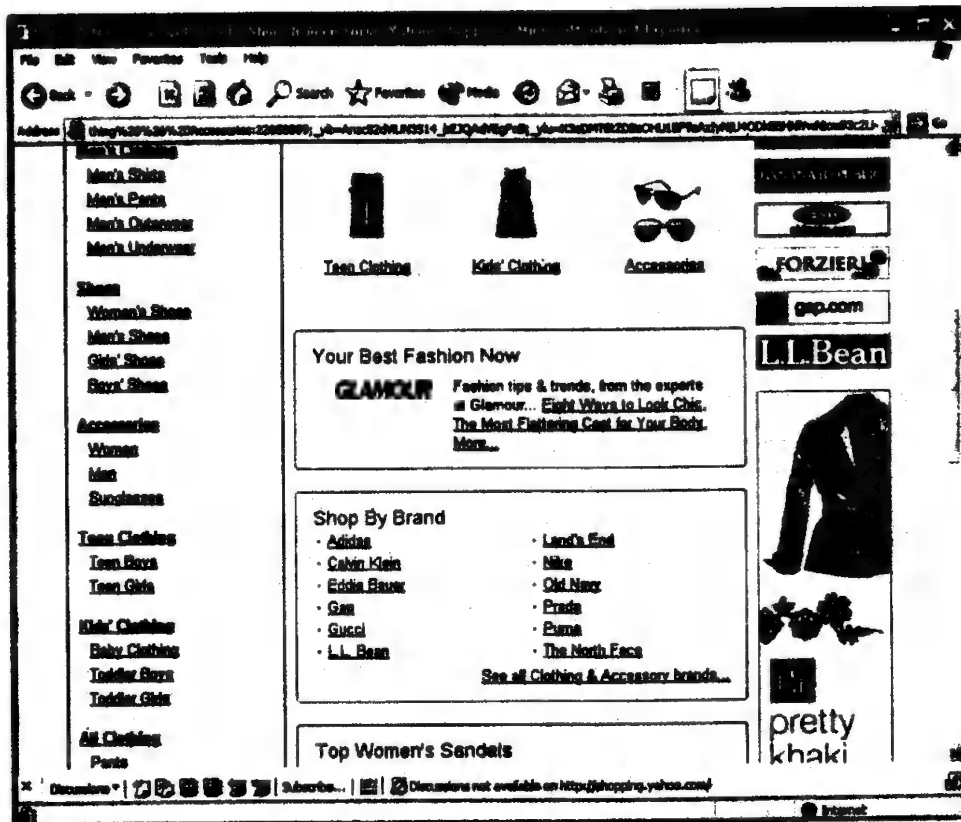 File Edit View Favorites Tools Help
Back Search Favorites Media
Address Go
Men's Clothing
Men's Shirts
Men's Pants
Men's Outerwear
Men's Underwear
Shoes
Women's Shoes
Men's Shoes
Girls' Shoes
Boys' Shoes
Accessories
Women
Men
Sunglasses
Teen Clothing
Teen Boys
Teen Girls
Kids' Clothing
Baby Clothing
Toddler Boys
Toddler Girls
All Clothing
Pants
Teen Clothing Kids' Clothing Accessories
Your Best Fashion Now
GLAMOUR
Fashion tips & trends, from the experts
at Glamour... Eight Ways to Look Chic,
The Most Flattering Coat for Your Body,
More...
Shop By Brand
· Adidas
· Calvin Klein
· Eddie Bauer
· Gap
· Gucci
· L.L. Bean
· Land's End
· Nike
· Old Navy
· Prada
· Puma
· The North Face
See all Clothing & Accessory brands...
Top Women's Sandals
FORZIERI
gap.com
L.L.Bean
pretty
khaki
Discussions Subscribe... Discussions not available on http://shopping.yahoo.com/
Internet